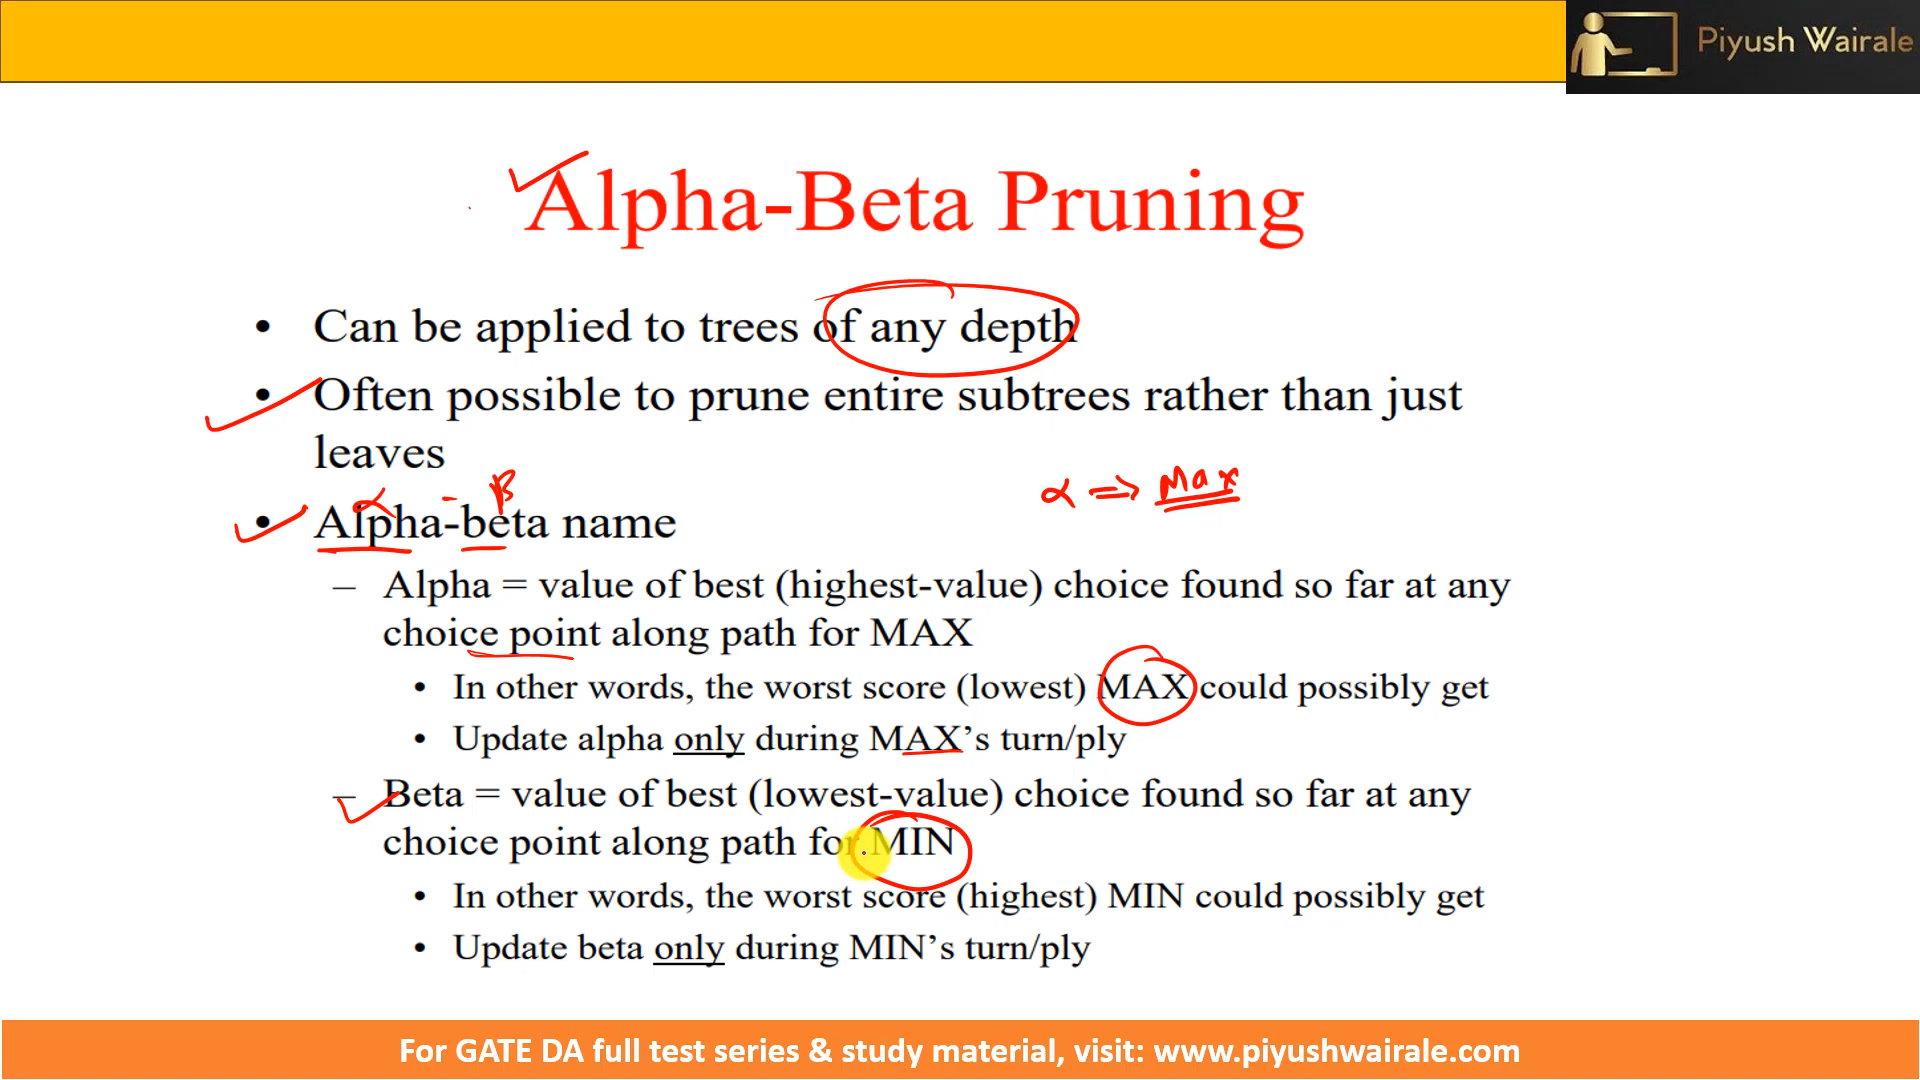 Piyush Wairale
Alpha-Beta Pruning
• Can be applied to trees of any depth
• Often possible to prune entire subtrees rather than just
leaves
α - β
α => Max
• Alpha-beta name
– Alpha = value of best (highest-value) choice found so far at any
choice point along path for MAX
• In other words, the worst score (lowest) MAX could possibly get
• Update alpha only during MAX’s turn/ply
– Beta = value of best (lowest-value) choice found so far at any
choice point along path for MIN
• In other words, the worst score (highest) MIN could possibly get
• Update beta only during MIN’s turn/ply
For GATE DA full test series & study material, visit: www.piyushwairale.com